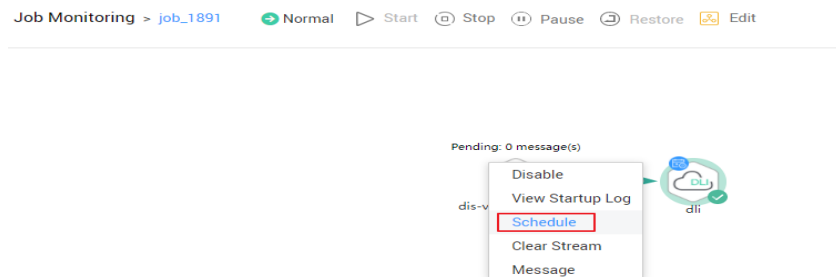 Job Monitoring > job_1891 Normal Start Stop Pause Restore Edit
Pending: 0 message(s)
Disable
DLI
View Startup Log
dis-v
dli
Schedule
Clear Stream
Message